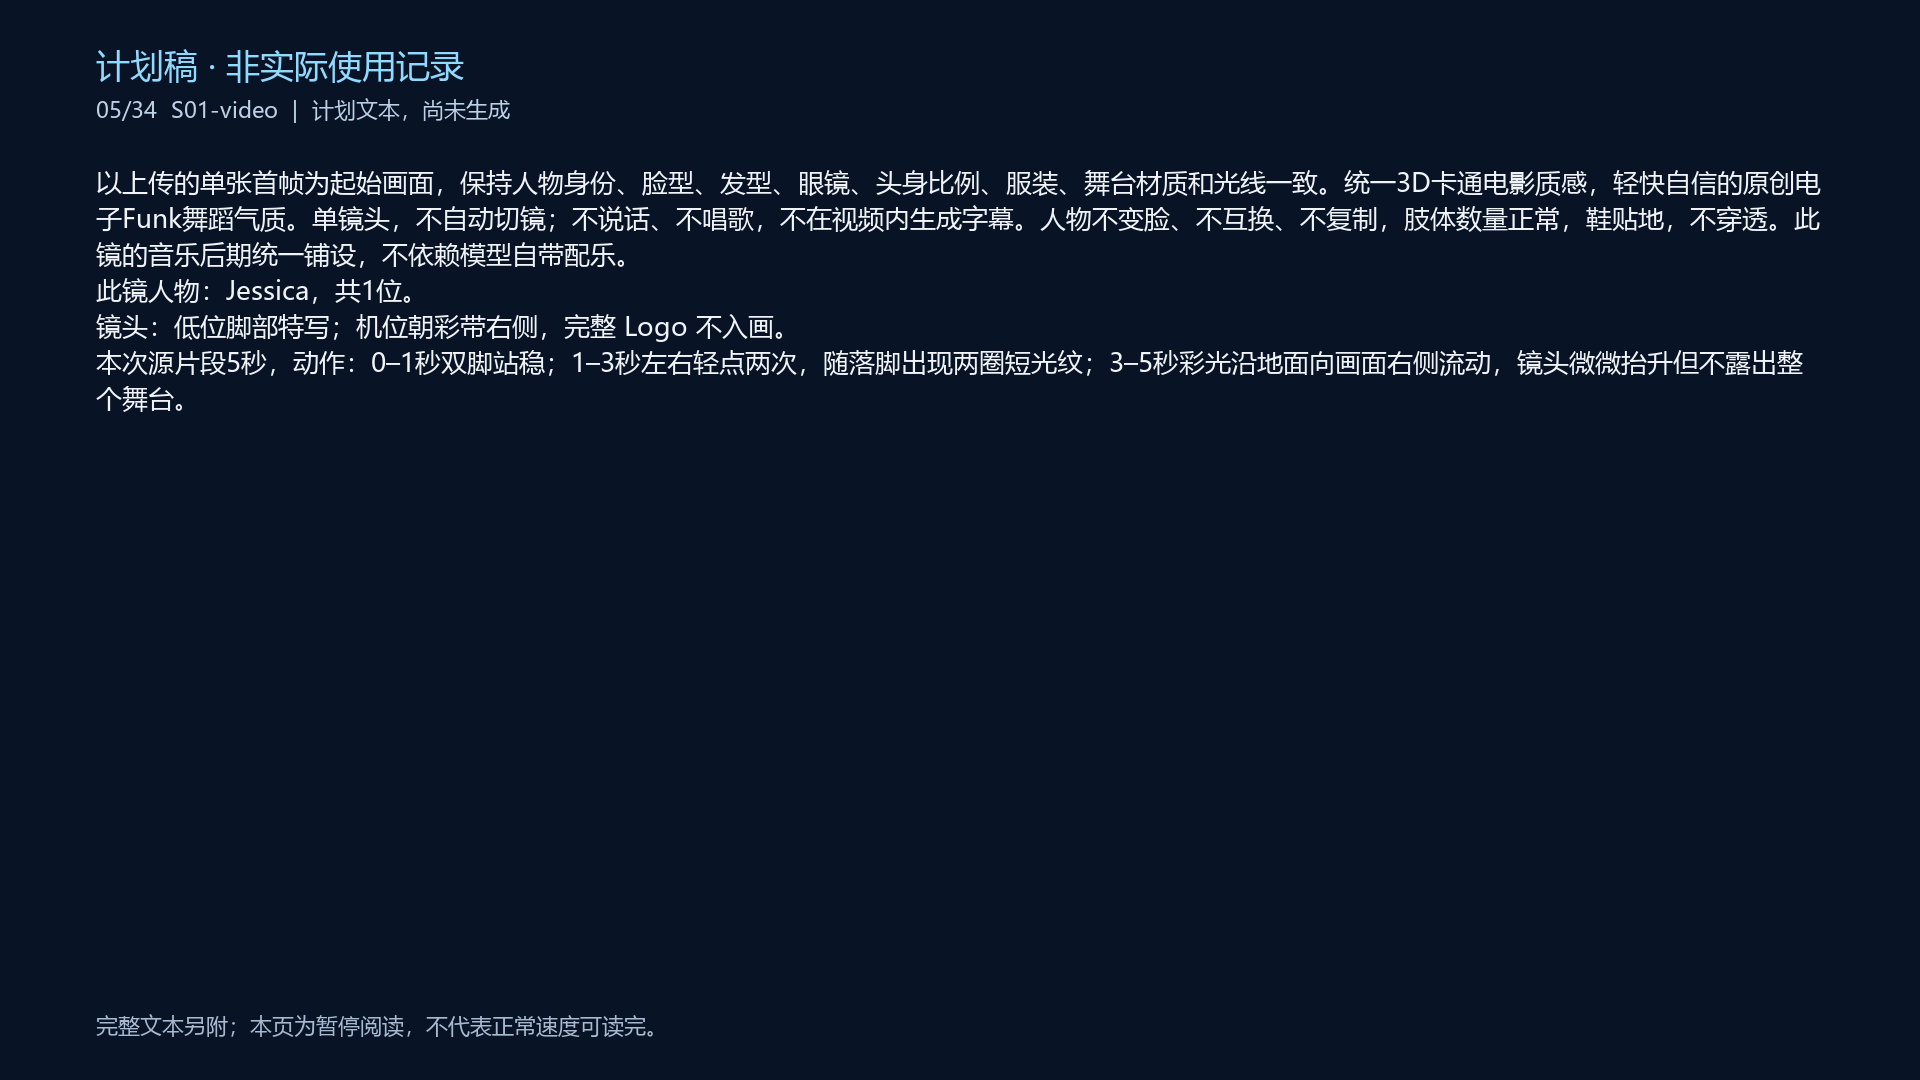 计划稿 · 非实际使用记录
05/34  S01-video ｜ 计划文本，尚未生成
以上传的单张首帧为起始画面，保持人物身份、脸型、发型、眼镜、头身比例、服装、舞台材质和光线一致。统一3D卡通电影质感，轻快自信的原创电
子Funk舞蹈气质。单镜头，不自动切镜；不说话、不唱歌，不在视频内生成字幕。人物不变脸、不互换、不复制，肢体数量正常，鞋贴地，不穿透。此
镜的音乐后期统一铺设，不依赖模型自带配乐。
此镜人物：Jessica，共1位。
镜头：低位脚部特写；机位朝彩带右侧，完整 Logo 不入画。
本次源片段5秒，动作：0–1秒双脚站稳；1–3秒左右轻点两次，随落脚出现两圈短光纹；3–5秒彩光沿地面向画面右侧流动，镜头微微抬升但不露出整
个舞台。
完整文本另附；本页为暂停阅读，不代表正常速度可读完。